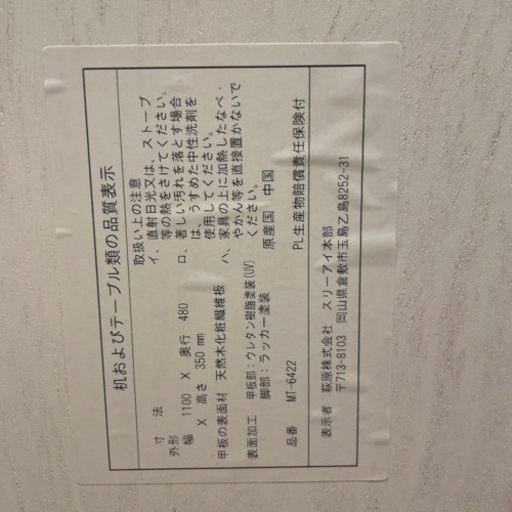 机およびテーブル類の品質表示
寸 法
外形
幅 1100 X 奥行 480
X 高さ 350 mm
甲板の表面材 天然木化粧繊維板
表面加工 甲板部:ウレタン樹脂塗装(UV)
脚部:ラッカー塗装
品番 MT-6422
取扱い上の注意
イ、直射日光又は、ストーブ
等の熱をさけてください。
ロ、著しい汚れを落とす場合
は、うすめた中性洗剤を
使用してください。
ハ、家具の上に加熱したなべ・
やかん等を直接置かないで
ください。
原産国 中国
PL生産物賠償責任保険付
表示者 萩原株式会社 スリーアイ本部
〒713-8103 岡山県倉敷市玉島乙島8252-31